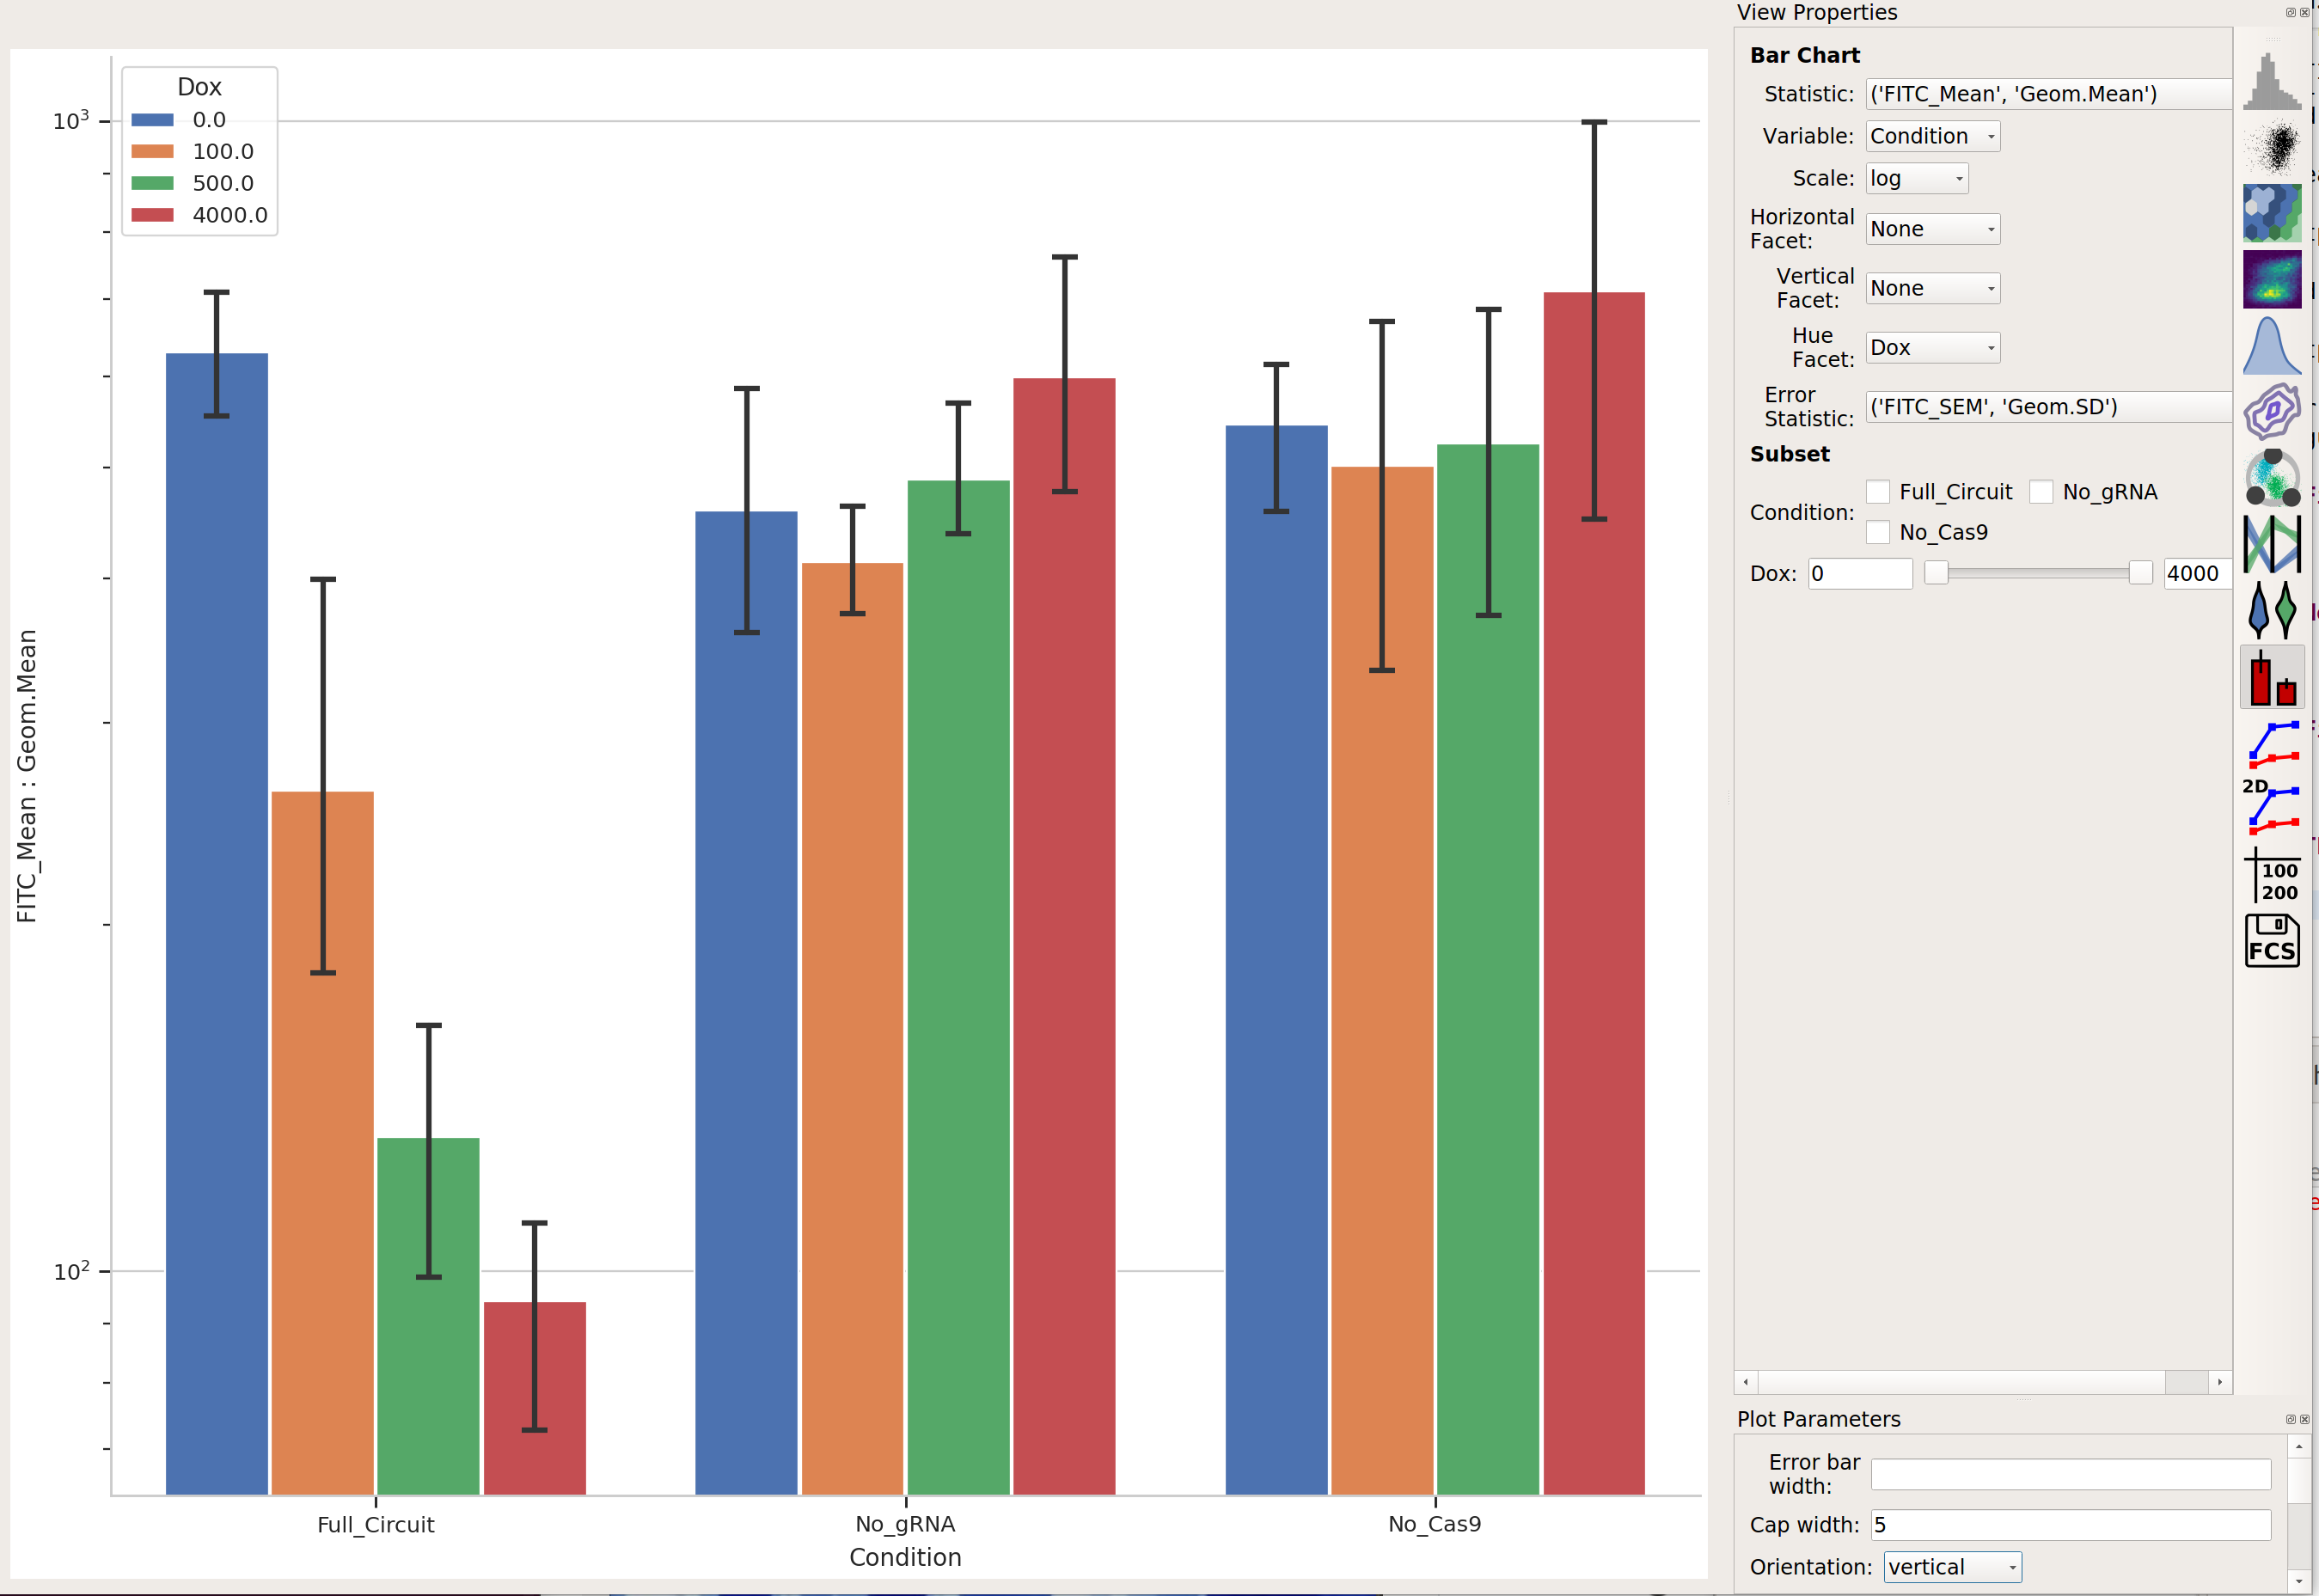 Dox
0.0
100.0
500.0
4000.0
10³
10²
FITC_Mean : Geom.Mean
Full_Circuit
No_gRNA
No_Cas9
Condition
View Properties
Bar Chart
Statistic: ('FITC_Mean', 'Geom.Mean')
Variable: Condition
Scale: log
Horizontal
Facet: None
Vertical
Facet: None
Hue
Facet: Dox
Error
Statistic: ('FITC_SEM', 'Geom.SD')
Subset
Condition: Full_Circuit No_gRNA
No_Cas9
Dox: 0 4000
2D
100
200
FCS
Plot Parameters
Error bar
width:
Cap width: 5
Orientation: vertical